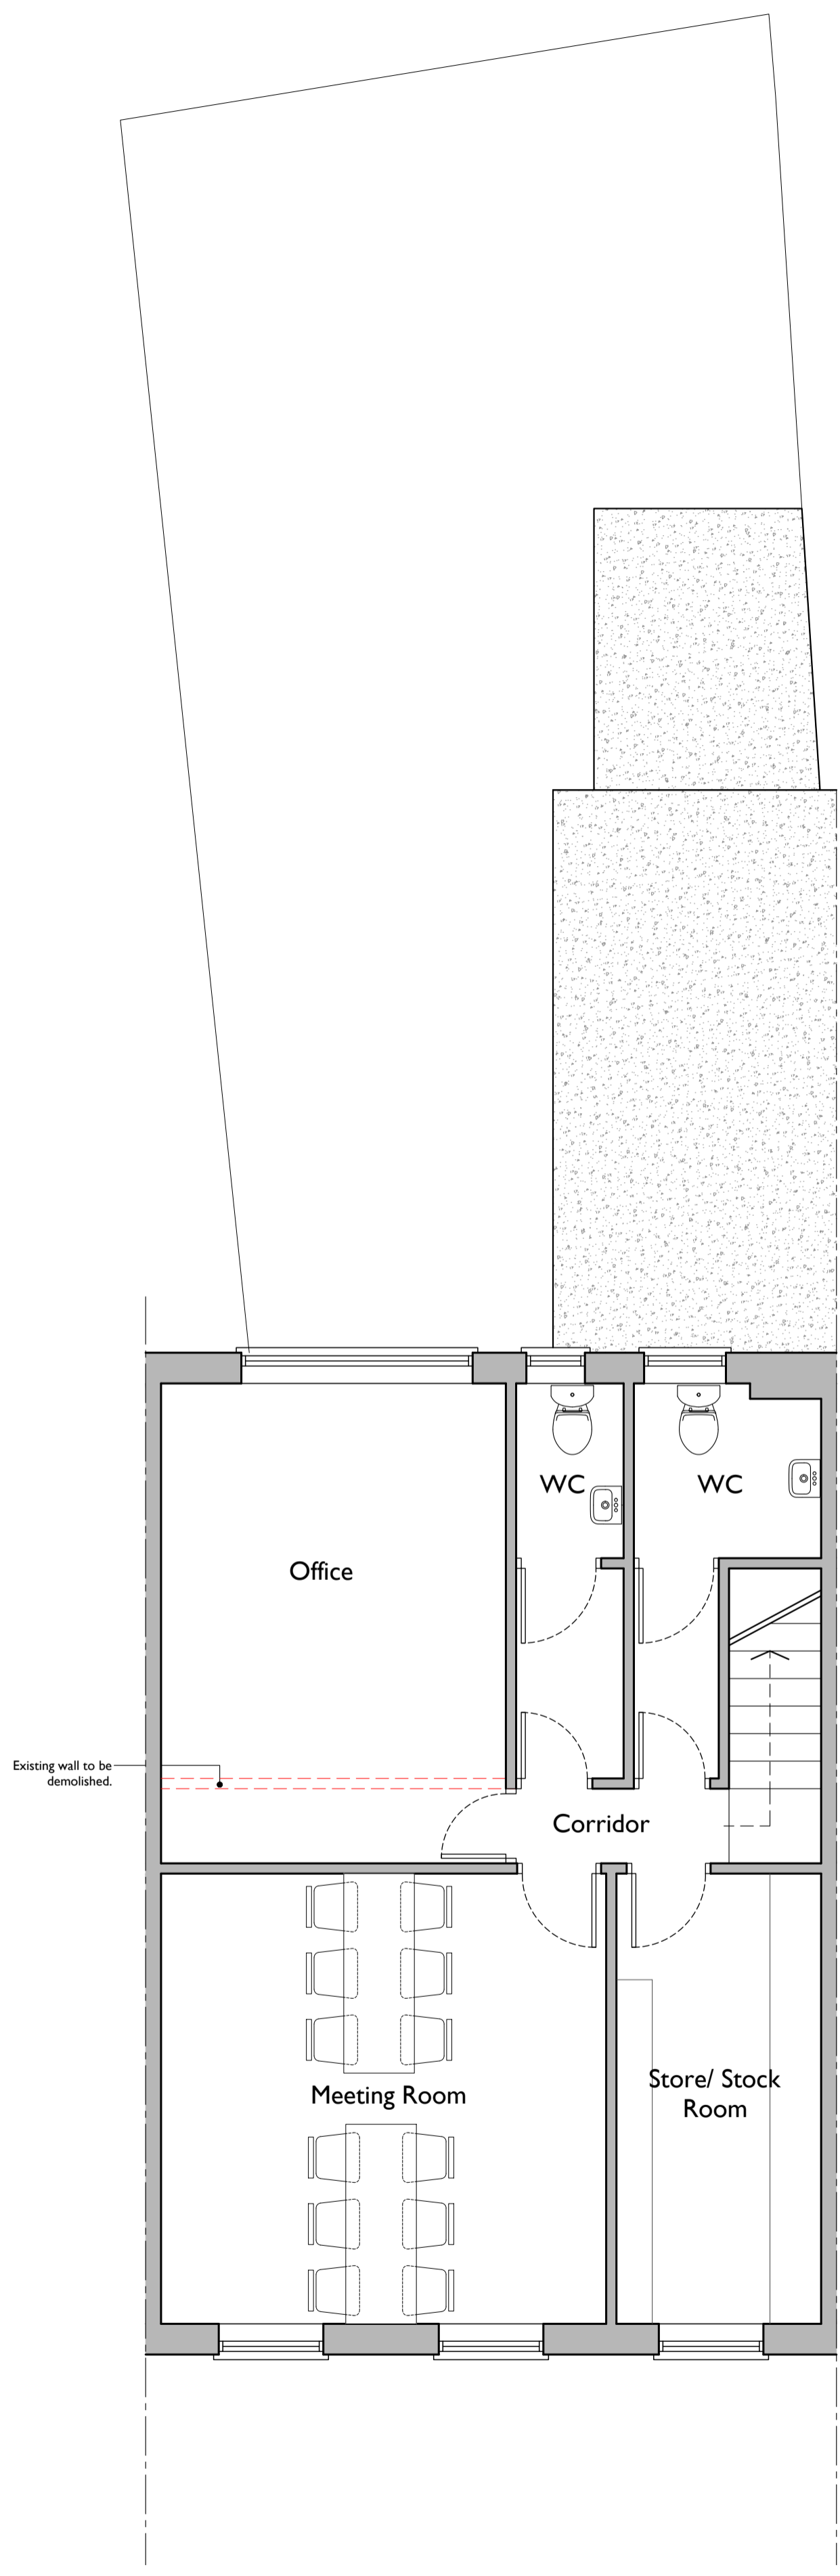 WC
WC
Office
Existing wall to be
demolished.
Corridor
Store/ Stock
Room
Meeting Room